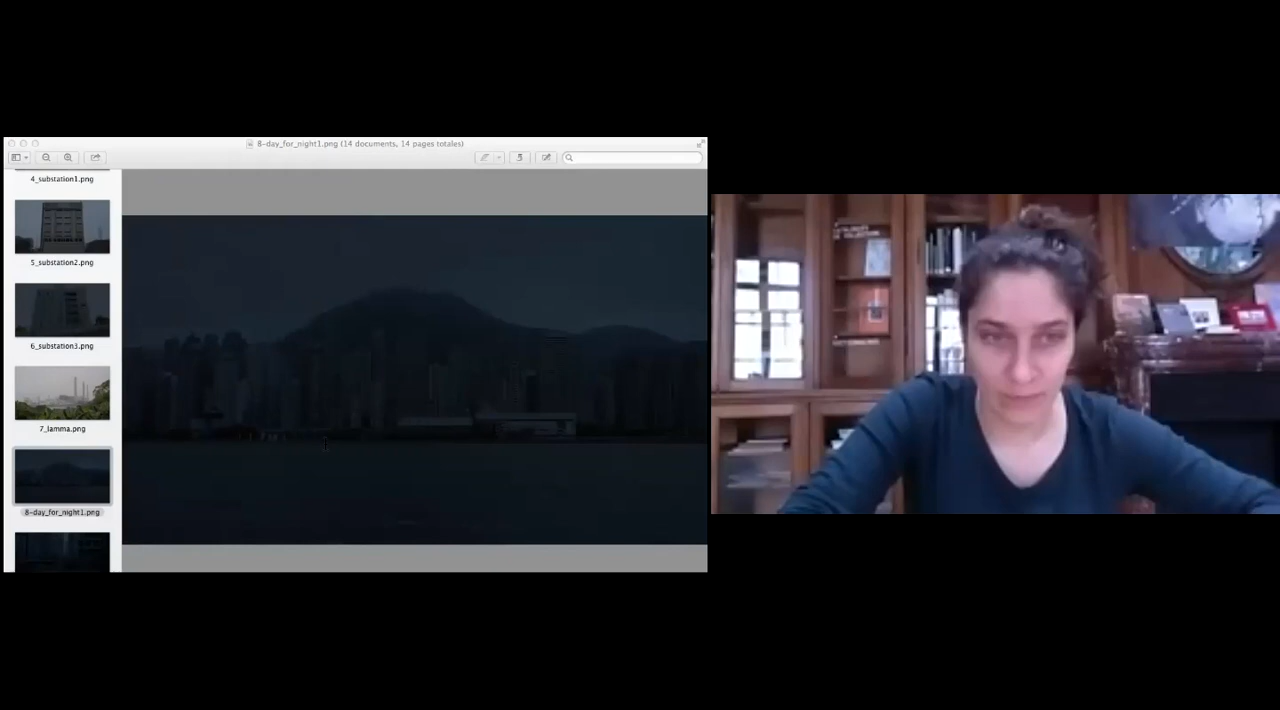 8-day_for_night1.png (14 documents, 14 pages totales)
4_substation1.png
5_substation2.png
6_substation3.png
7_lamma.png
8-day_for_night1.png